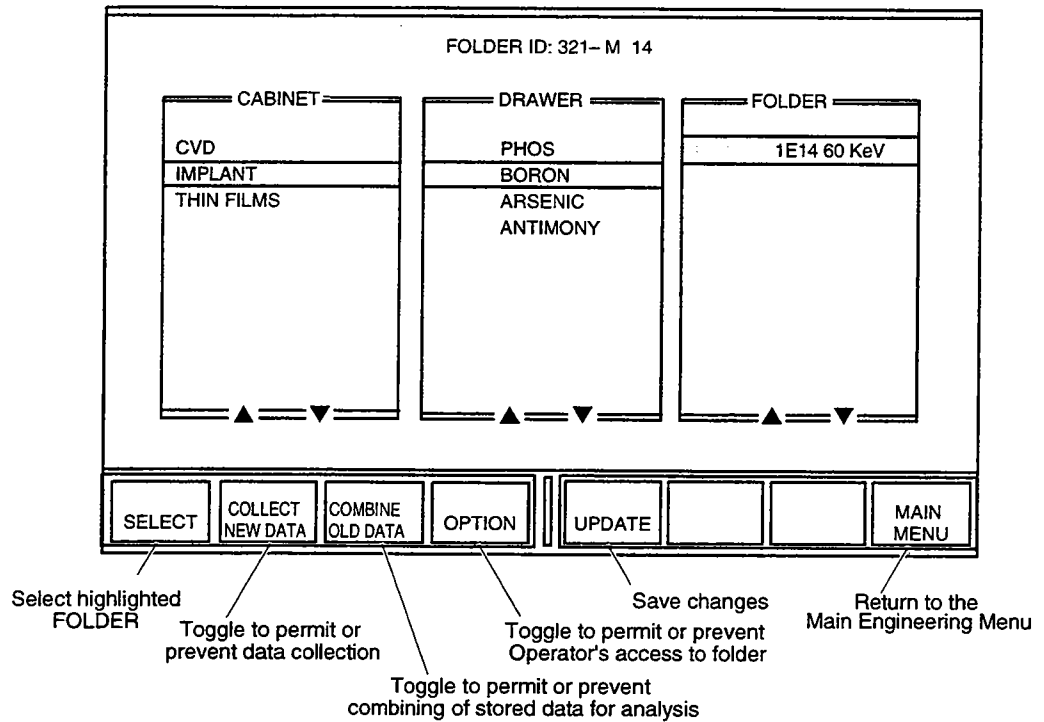 FOLDER ID: 321– M 14
CABINET
CVD
IMPLANT
THIN FILMS
DRAWER
PHOS
BORON
ARSENIC
ANTIMONY
FOLDER
1E14 60 KeV
SELECT
COLLECT
NEW DATA
COMBINE
OLD DATA
OPTION
UPDATE
MAIN
MENU
Select highlighted
FOLDER
Toggle to permit or
prevent data collection
Toggle to permit or prevent
combining of stored data for analysis
Toggle to permit or prevent
Operator's access to folder
Save changes
Return to the
Main Engineering Menu